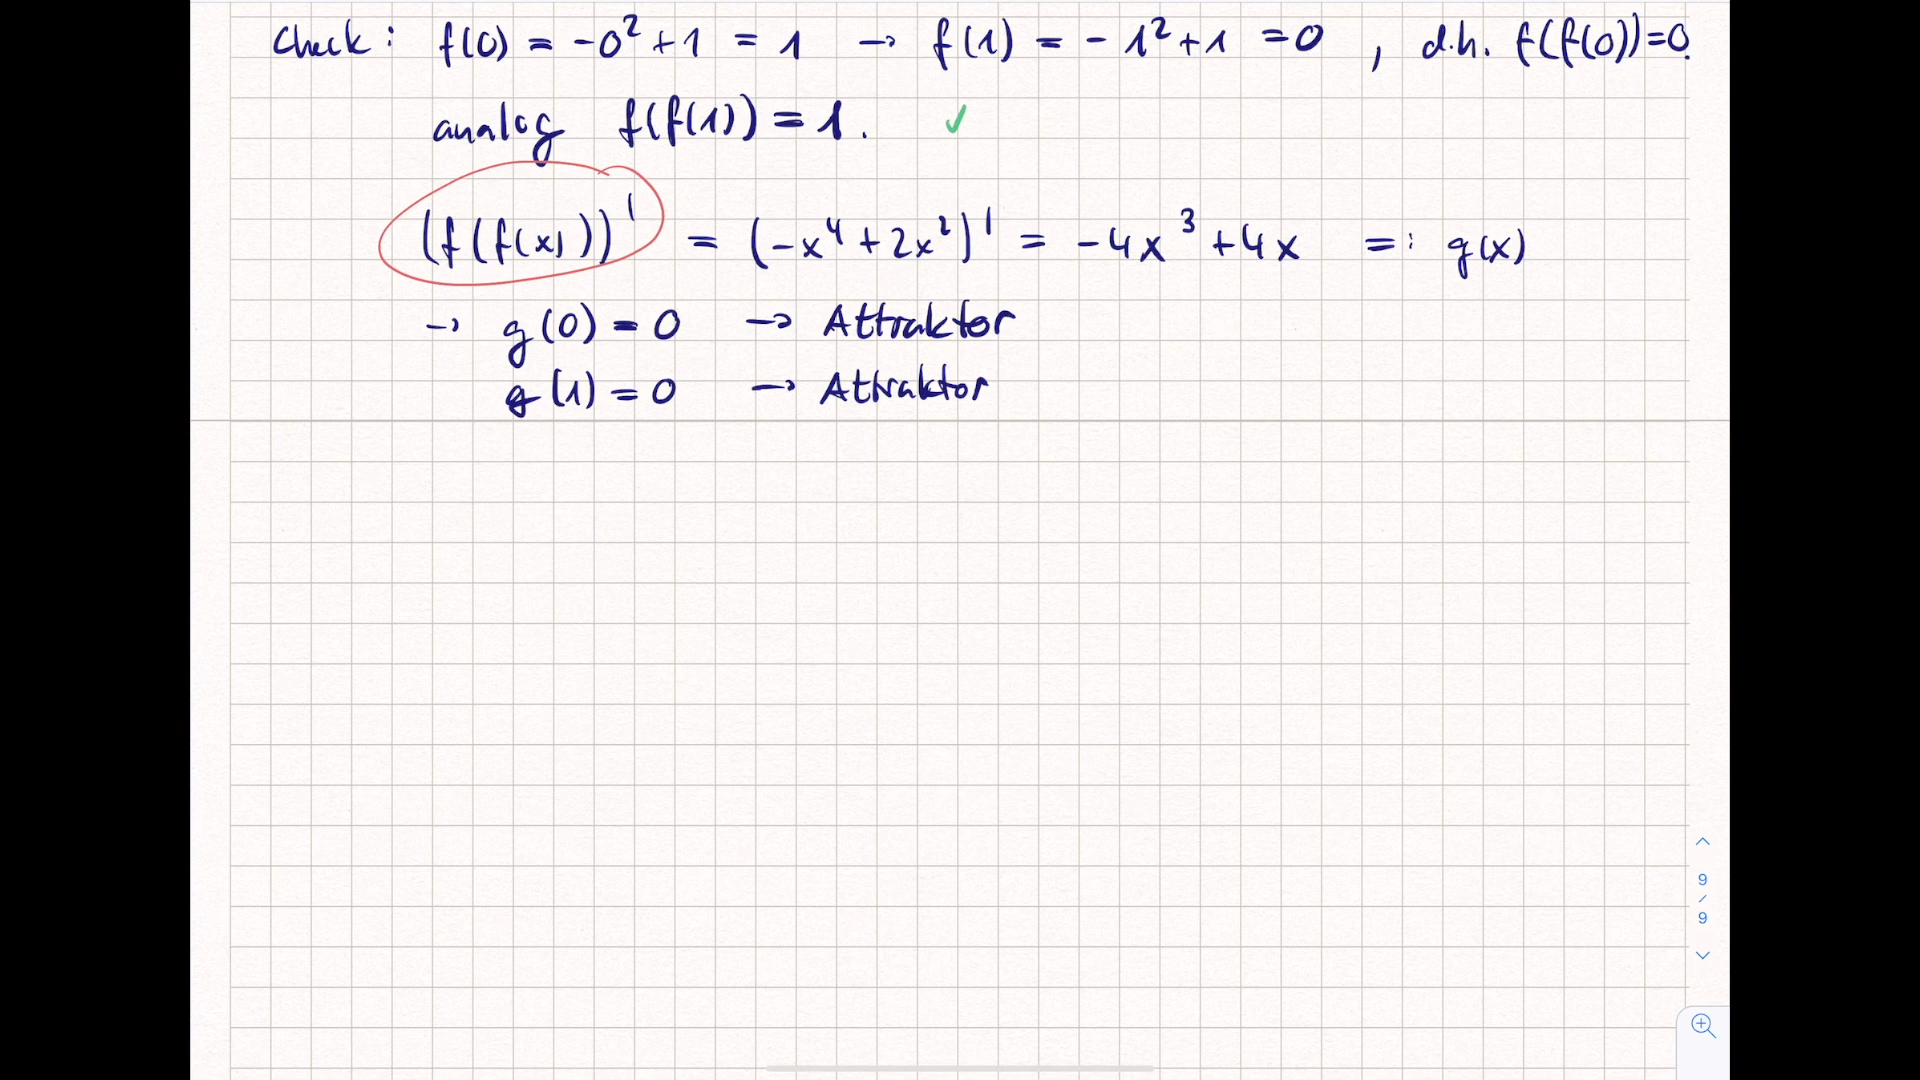 Check: f(0) = -0² + 1 = 1 → f(1) = - 1² + 1 = 0 , d.h. f(f(0))=0.
analog f(f(1)) = 1. ✓
(f(f(x)))' = (-x⁴ + 2x²)' = -4x³ + 4x =: g(x)
→ g(0) = 0 → Attraktor
g(1) = 0 → Attraktor
9
/
9